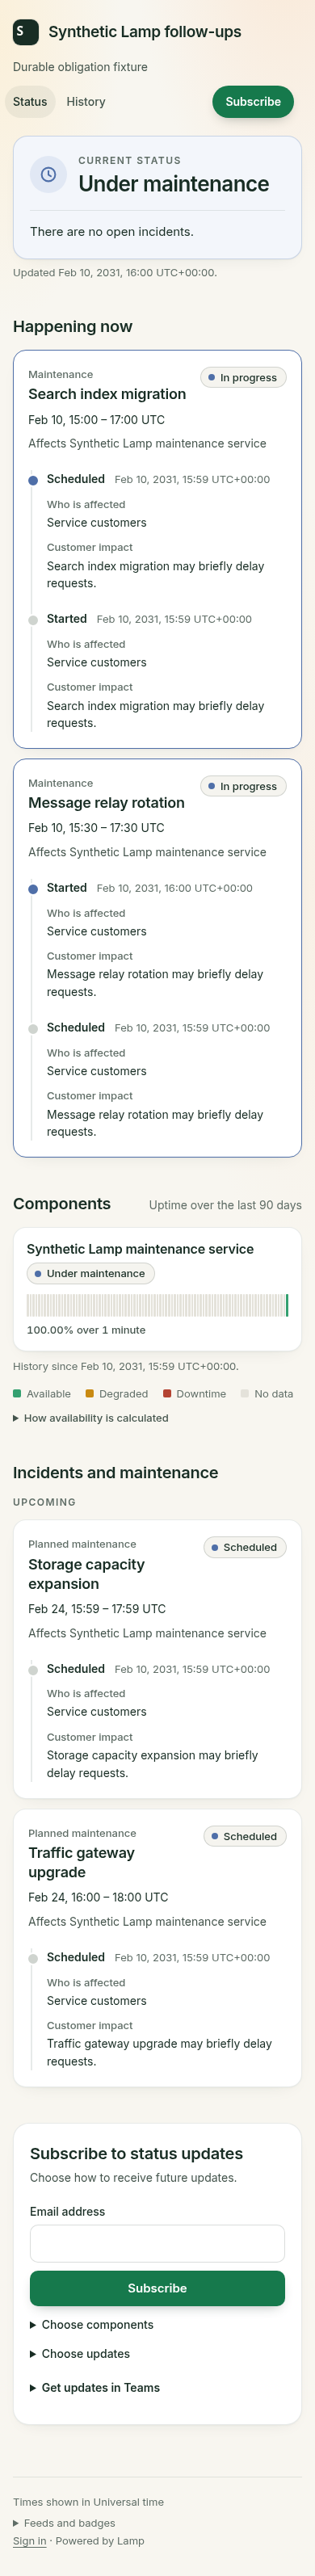 S
Synthetic Lamp follow-ups
Durable obligation fixture
Status
History
Subscribe
CURRENT STATUS
Under maintenance
There are no open incidents.
Updated Feb 10, 2031, 16:00 UTC+00:00.
Happening now
Maintenance
In progress
Search index migration
Feb 10, 15:00 – 17:00 UTC
Affects Synthetic Lamp maintenance service
Scheduled Feb 10, 2031, 15:59 UTC+00:00
Who is affected
Service customers
Customer impact
Search index migration may briefly delay
requests.
Started Feb 10, 2031, 15:59 UTC+00:00
Who is affected
Service customers
Customer impact
Search index migration may briefly delay
requests.
Maintenance
In progress
Message relay rotation
Feb 10, 15:30 – 17:30 UTC
Affects Synthetic Lamp maintenance service
Started Feb 10, 2031, 16:00 UTC+00:00
Who is affected
Service customers
Customer impact
Message relay rotation may briefly delay
requests.
Scheduled Feb 10, 2031, 15:59 UTC+00:00
Who is affected
Service customers
Customer impact
Message relay rotation may briefly delay
requests.
Components
Uptime over the last 90 days
Synthetic Lamp maintenance service
Under maintenance
100.00% over 1 minute
History since Feb 10, 2031, 15:59 UTC+00:00.
Available Degraded Downtime No data
How availability is calculated
Incidents and maintenance
UPCOMING
Planned maintenance
Scheduled
Storage capacity
expansion
Feb 24, 15:59 – 17:59 UTC
Affects Synthetic Lamp maintenance service
Scheduled Feb 10, 2031, 15:59 UTC+00:00
Who is affected
Service customers
Customer impact
Storage capacity expansion may briefly
delay requests.
Planned maintenance
Scheduled
Traffic gateway
upgrade
Feb 24, 16:00 – 18:00 UTC
Affects Synthetic Lamp maintenance service
Scheduled Feb 10, 2031, 15:59 UTC+00:00
Who is affected
Service customers
Customer impact
Traffic gateway upgrade may briefly delay
requests.
Subscribe to status updates
Choose how to receive future updates.
Email address
Subscribe
Choose components
Choose updates
Get updates in Teams
Times shown in Universal time
Feeds and badges
Sign in · Powered by Lamp